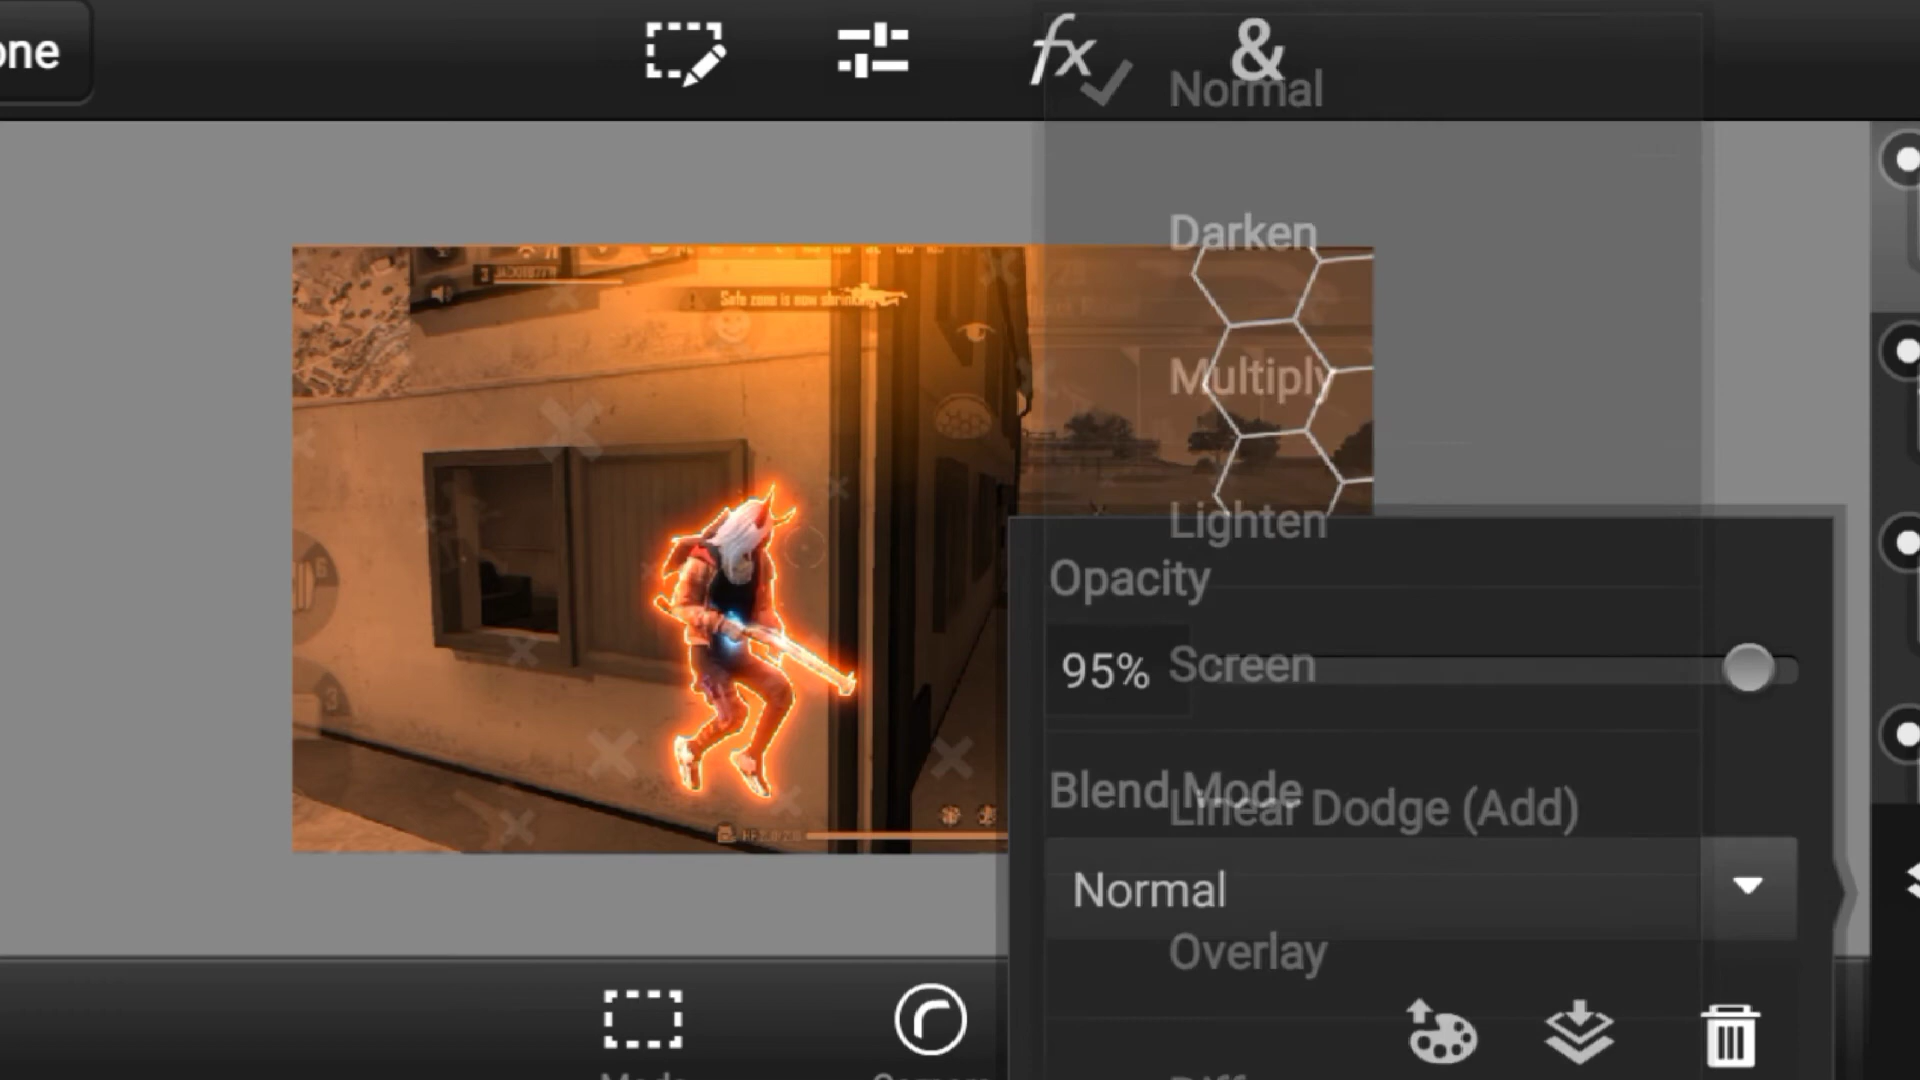 one
fx
&
Normal
Darken
Safe zone is now shrinking
Multiply
Lighten
Opacity
95%
Screen
Blend Mode
Linear Dodge (Add)
Normal
Overlay